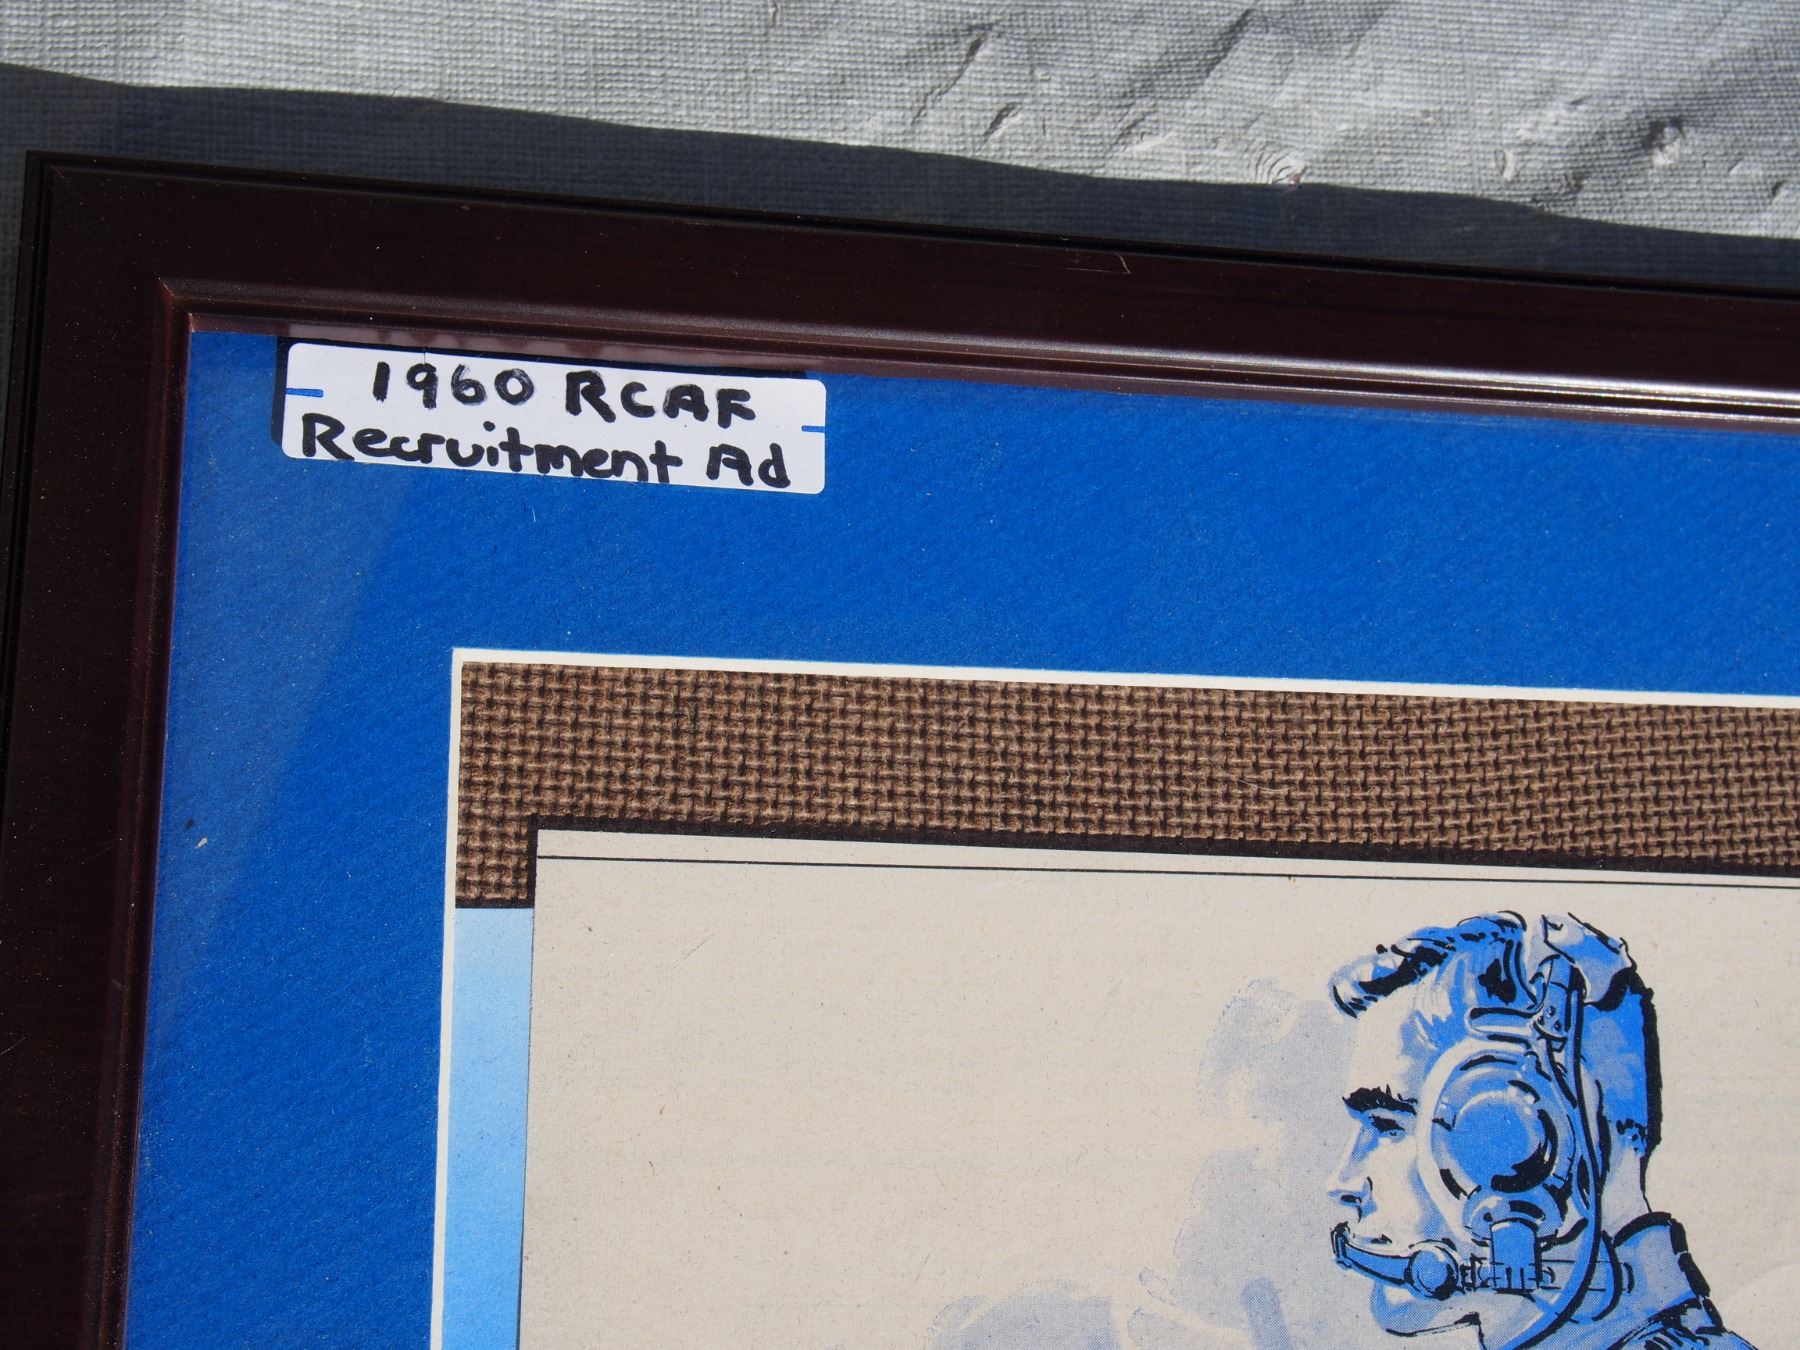 1960 RCAF
Recruitment Ad